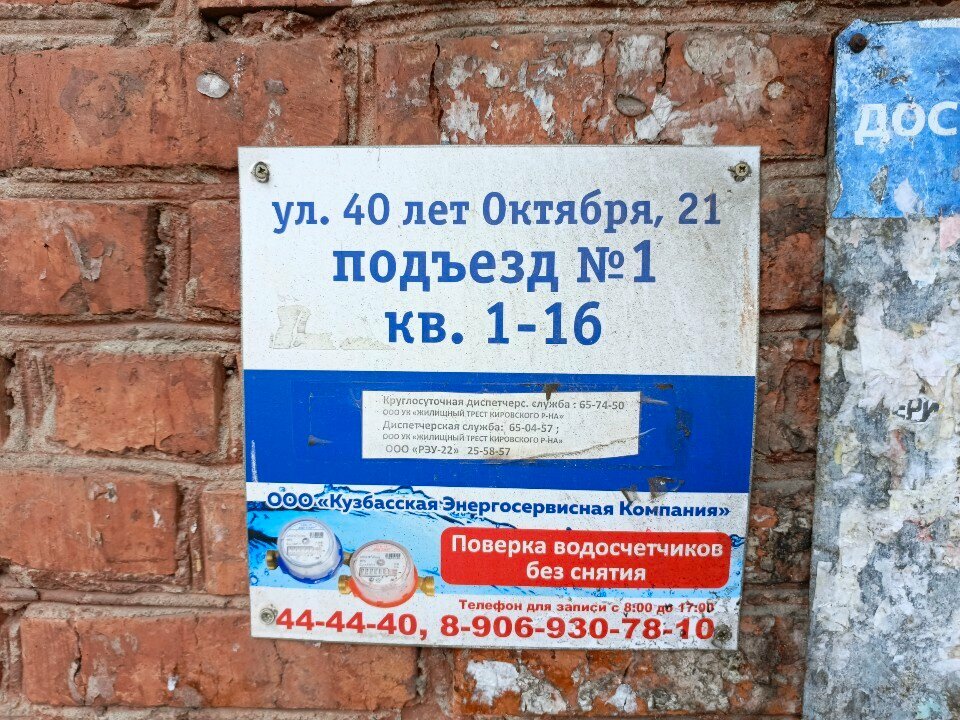 ул. 40 лет Октября, 21
подъезд №1
кв. 1-16
Круглосуточная диспетчерс. служба : 65-74-50
ООО УК «ЖИЛИЩНЫЙ ТРЕСТ КИРОВСКОГО Р-НА»
Диспетчерская служба: 65-04-57 ;
ООО УК «ЖИЛИЩНЫЙ ТРЕСТ КИРОВСКОГО Р-НА»
ООО «РЭУ-22» 25-58-57
ООО «Кузбасская Энергосервисная Компания»
Поверка водосчетчиков
без снятия
Телефон для записи с 8:00 до 17:00
44-44-40, 8-906-930-78-10
ДОС